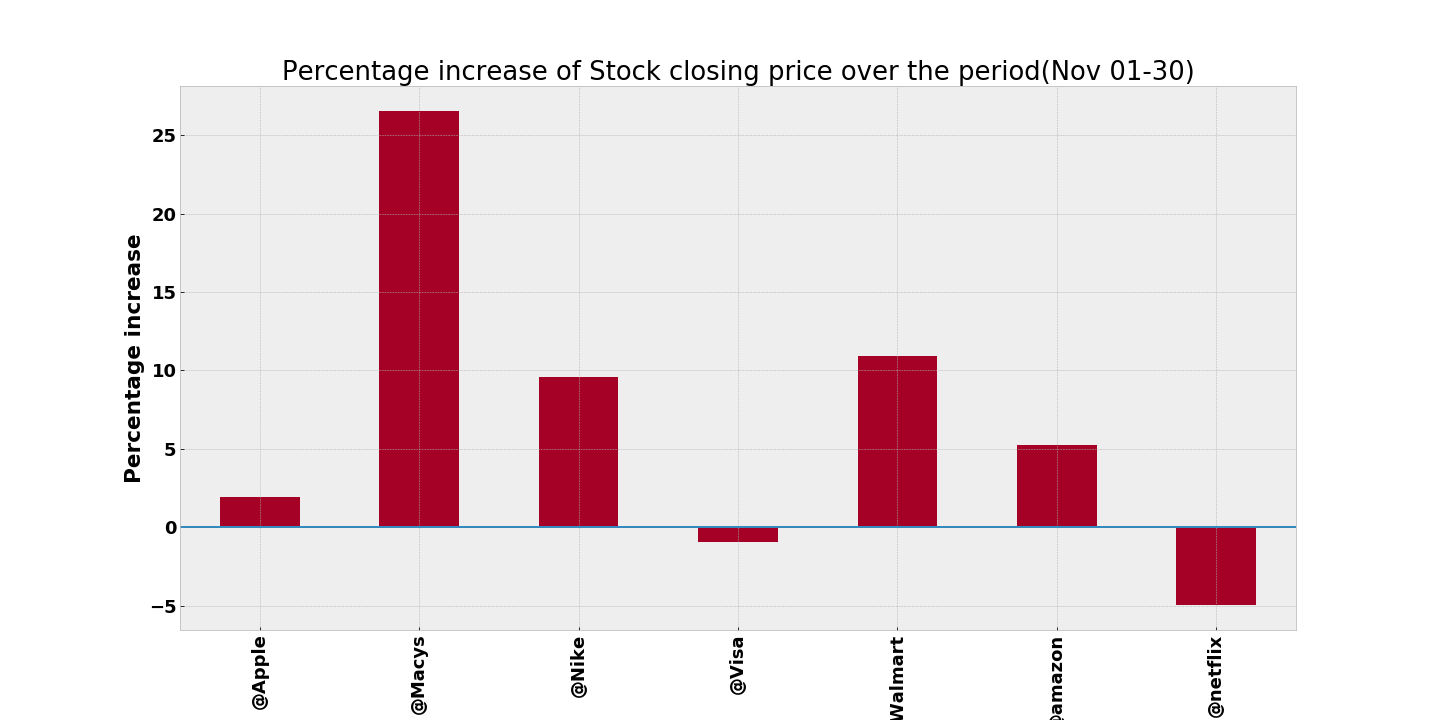 Percentage increase of Stock closing price over the period(Nov 01-30)
Percentage increase
25
20
15
10
5
0
−5
@Apple
@Macys
@Nike
@Visa
Walmart
@amazon
@netflix